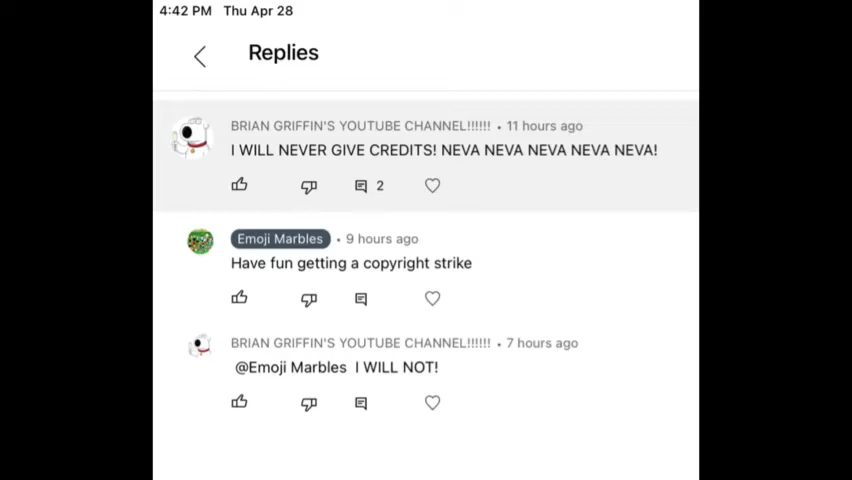 4:42 PM Thu Apr 28
Replies
BRIAN GRIFFIN'S YOUTUBE CHANNEL!!!!!! • 11 hours ago
I WILL NEVER GIVE CREDITS! NEVA NEVA NEVA NEVA NEVA!
2
Emoji Marbles • 9 hours ago
Have fun getting a copyright strike
BRIAN GRIFFIN'S YOUTUBE CHANNEL!!!!!! • 7 hours ago
@Emoji Marbles I WILL NOT!